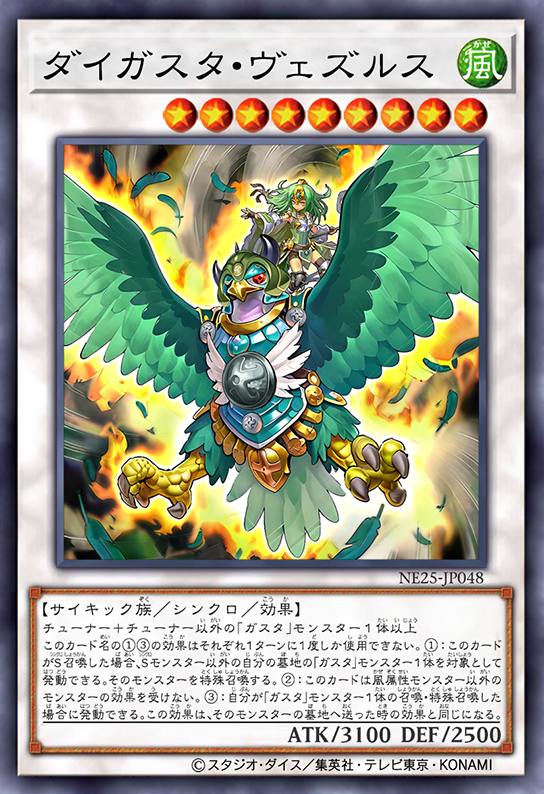 ダイガスタ・ヴェズルス
風
NE25-JP048
【サイキック族／シンクロ／効果】
チューナー＋チューナー以外の「ガスタ」モンスター１体以上
このカード名の①③の効果はそれぞれ１ターンに１度しか使用できない。①：このカード
がS召喚した場合、Sモンスター以外の自分の墓地の「ガスタ」モンスター１体を対象として
発動できる。そのモンスターを特殊召喚する。②：このカードは風属性モンスター以外の
モンスターの効果を受けない。③：自分が「ガスタ」モンスター１体の召喚・特殊召喚した
場合に発動できる。この効果は、そのモンスターの墓地へ送った時の効果と同じになる。
ATK/3100 DEF/2500
©スタジオ・ダイス／集英社・テレビ東京・KONAMI